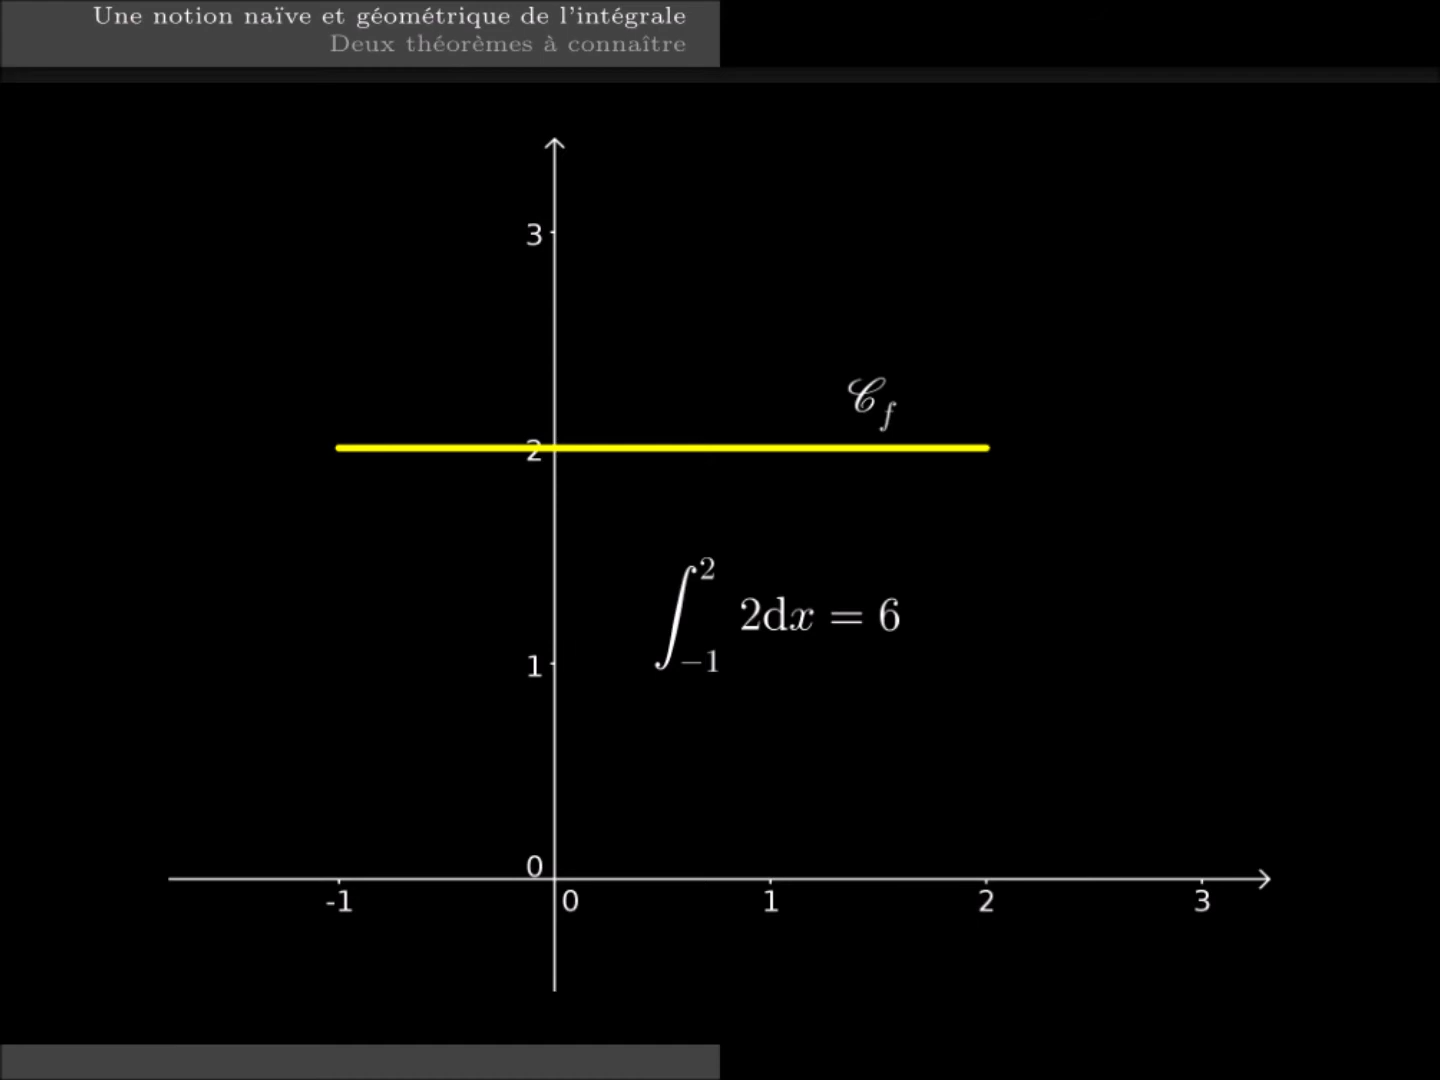 Une notion naïve et géométrique de l'intégrale
Deux théorèmes à connaître
3
𝒞_f
2
∫_{-1}^{2} 2dx = 6
1
0
-1 0 1 2 3